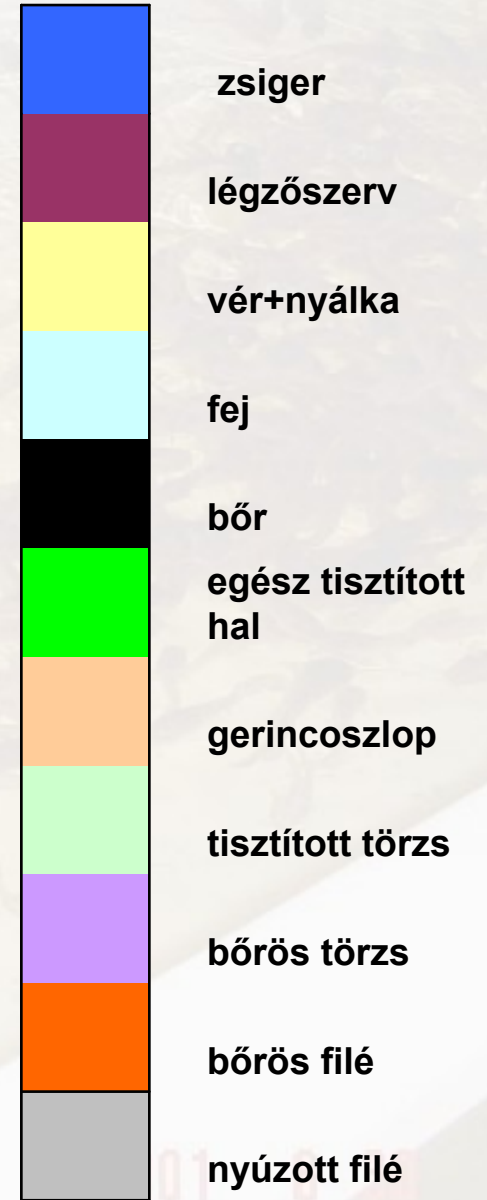 zsiger
légzőszerv
vér+nyálka
fej
bőr
egész tisztított
hal
gerincoszlop
tisztított törzs
bőrös törzs
bőrös filé
nyúzott filé